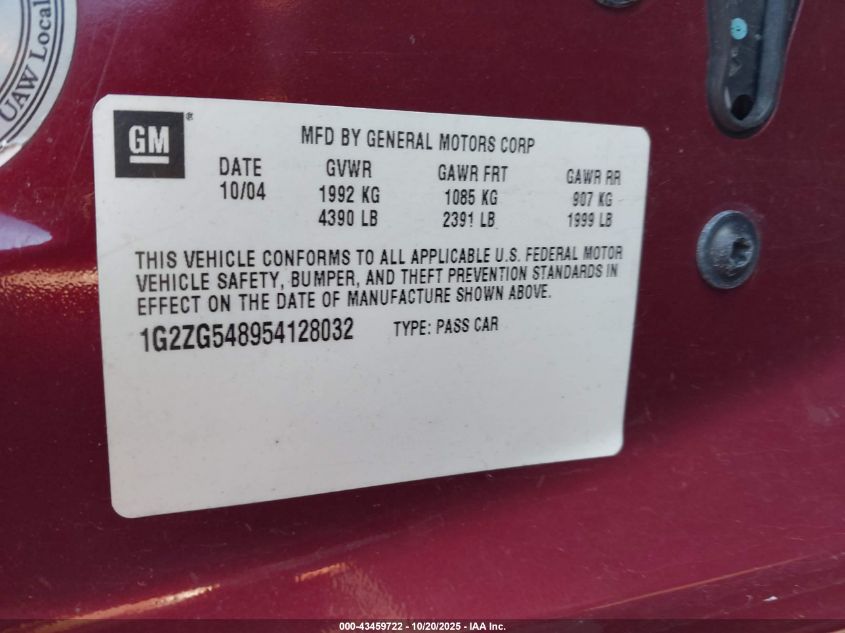 UAW Local
GM®
MFD BY GENERAL MOTORS CORP
DATE GVWR GAWR FRT GAWR RR
10/04 1992 KG 1085 KG 907 KG
4390 LB 2391 LB 1999 LB
THIS VEHICLE CONFORMS TO ALL APPLICABLE U.S. FEDERAL MOTOR
VEHICLE SAFETY, BUMPER, AND THEFT PREVENTION STANDARDS IN
EFFECT ON THE DATE OF MANUFACTURE SHOWN ABOVE.
1G2ZG548954128032 TYPE: PASS CAR
000-43459722 - 10/20/2025 - IAA Inc.